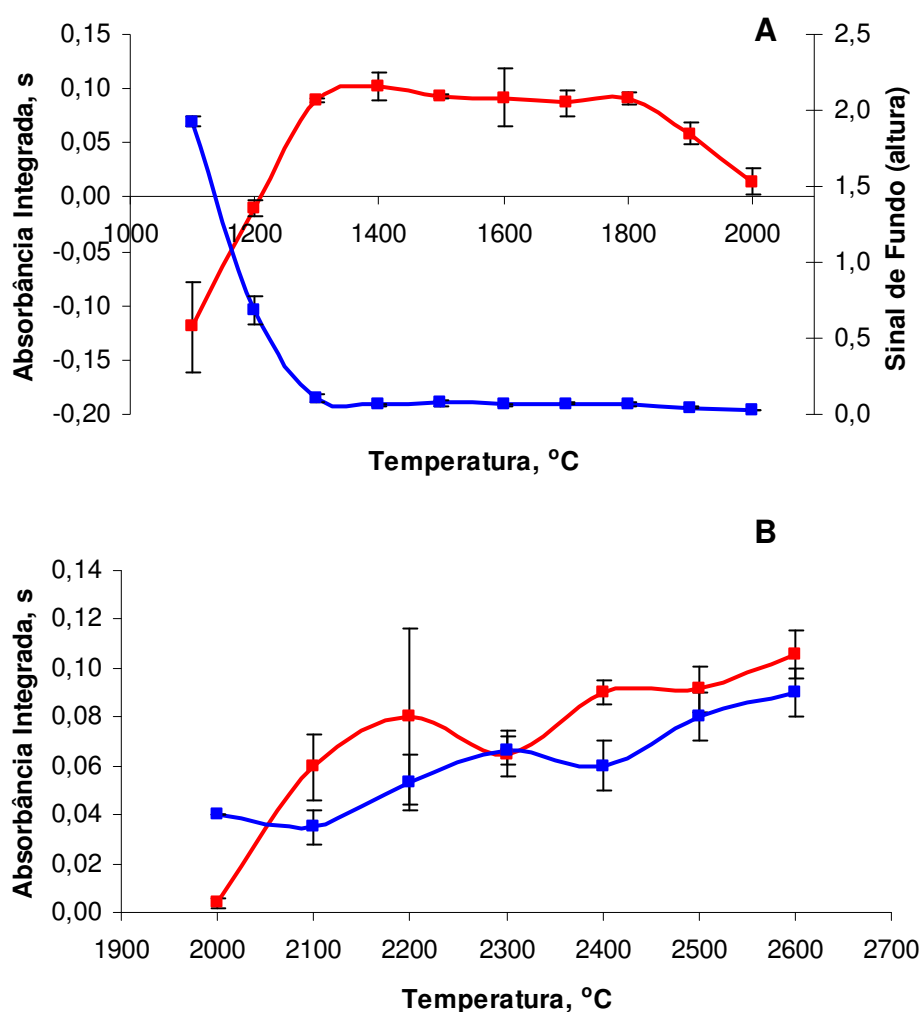 A
Absorbância Integrada, s
0,15
0,10
0,05
0,00
-0,05
-0,10
-0,15
-0,20
1000 1200 1400 1600 1800 2000
2,5
2,0
1,5
1,0
0,5
0,0
Sinal de Fundo (altura)
Temperatura, °C
B
Absorbância Integrada, s
0,14
0,12
0,10
0,08
0,06
0,04
0,02
0,00
1900 2000 2100 2200 2300 2400 2500 2600 2700
Temperatura, °C